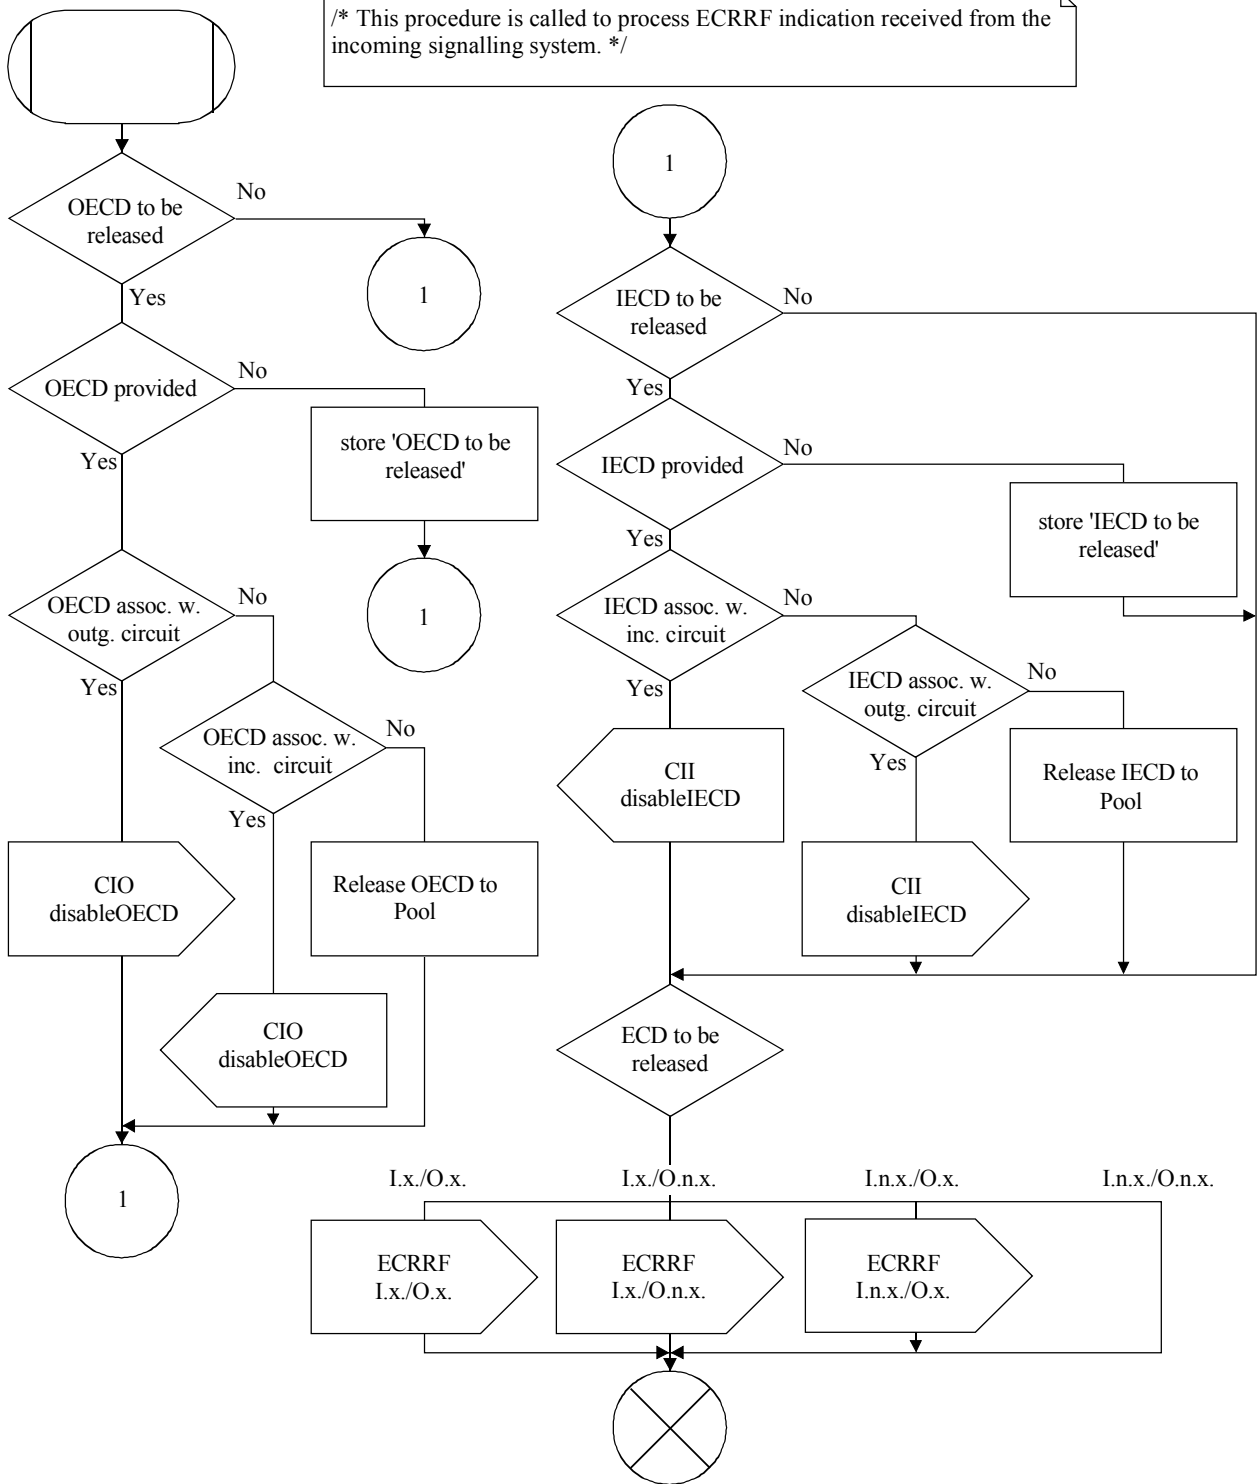 /* This procedure is called to process ECRRF indication received from the
incoming signalling system. */
OECD to be
released
No
1
Yes
OECD provided
No
store 'OECD to be
released'
1
Yes
OECD assoc. w.
outg. circuit
No
Yes
OECD assoc. w.
inc. circuit
No
Yes
CIO
disableOECD
Release OECD to
Pool
CIO
disableOECD
1
1
IECD to be
released
No
Yes
IECD provided
No
store 'IECD to be
released'
Yes
IECD assoc. w.
inc. circuit
No
Yes
IECD assoc. w.
outg. circuit
No
Yes
CII
disableIECD
Release IECD to
Pool
CII
disableIECD
ECD to be
released
I.x./O.x.
I.x./O.n.x.
I.n.x./O.x.
I.n.x./O.n.x.
ECRRF
I.x./O.x.
ECRRF
I.x./O.n.x.
ECRRF
I.n.x./O.x.